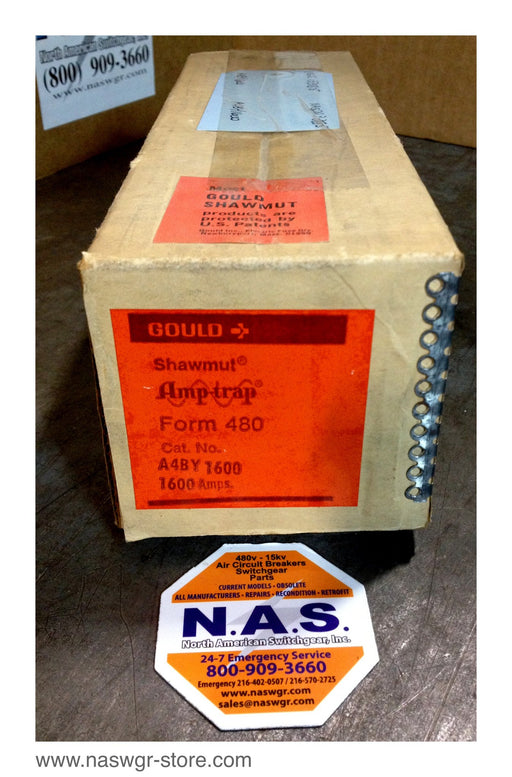 North American Switchgear, Inc.
(800) 909-3660
www.naswgr.com
Most
GOULD
SHAWMUT
products are
protected by
U.S. Patents
GOULD
Shawmut®
Amp-trap®
Form 480
Cat. No.
A4BY 1600
1600 Amps.
480v - 15kv
Air Circuit Breakers
Switchgear
Parts
CURRENT MODELS - OBSOLETE
ALL MANUFACTURERS - REPAIRS - RECONDITION - RETROFIT
N.A.S.
North American Switchgear, Inc.
24-7 Emergency Service
800-909-3660
Emergency 216-402-0507 / 216-570-2725
www.naswgr.com
sales@naswgr.com
www.naswgr-store.com